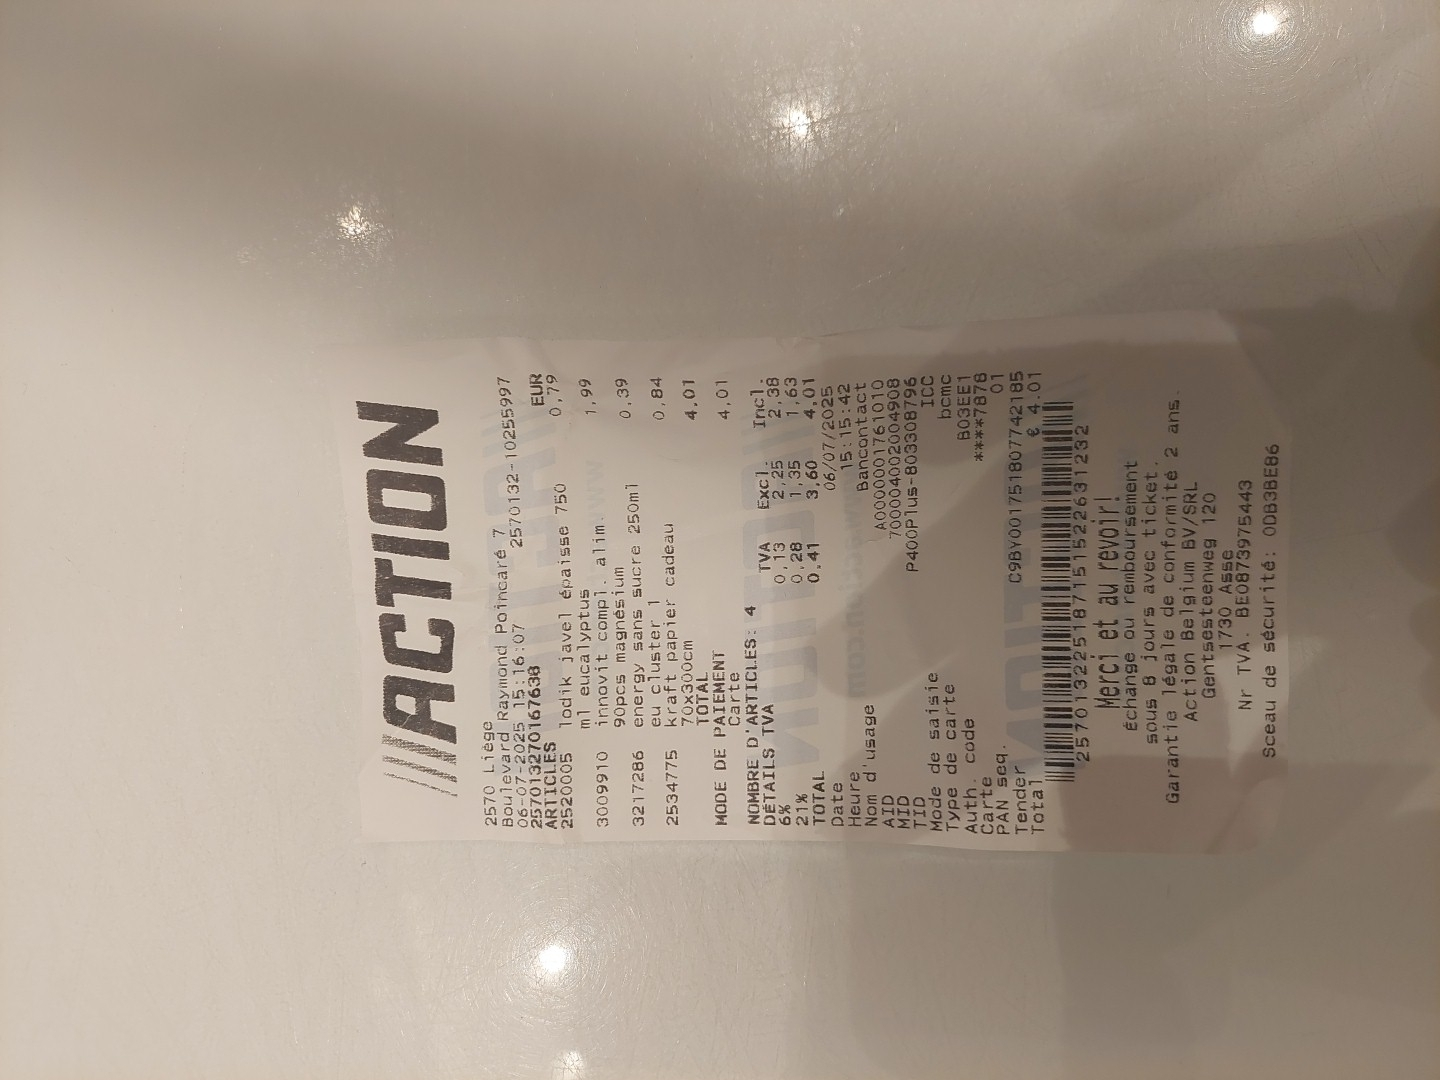 ///ACTION
2570 Liège
Boulevard Raymond Poincaré 7
06-07-2025 15:16:07 2570132-10255997
2570132701676638
ARTICLES EUR
2520005 lodik javel épaisse 750 0,79
ml eucalyptus
3009910 innovit compl. alim. 1,99
90pcs magnésium
3217286 energy sans sucre 250ml 0,39
eu cluster 1
2534775 kraft papier cadeau 0,84
70x300cm
TOTAL 4,01
MODE DE PAIEMENT
Carte 4,01
NOMBRE D'ARTICLES: 4
DÉTAILS TVA TVA Excl. Incl.
6% 0,13 2,25 2,38
21% 0,28 1,35 1,63
TOTAL 0,41 3,60 4,01
Date 06/07/2025
Heure 15:15:42
Nom d'usage Bancontact
AID A0000001761010
MID 700004002004908
TID P400Plus-803308796
Mode de saisie ICC
Type de carte bcmc
Auth. code B03EE1
Carte ****7878
PAN seq. 01
Tender C9BY001751807742185
Total € 4.01
257013225187151522631232
Merci et au revoir!
Échange ou remboursement
sous 8 jours avec ticket.
Garantie légale de conformité 2 ans.
Action Belgium BV/SRL
Gentsesteenweg 120
1730 Asse
Nr TVA. BE0873975443
Sceau de sécurité: 0DB3BE86